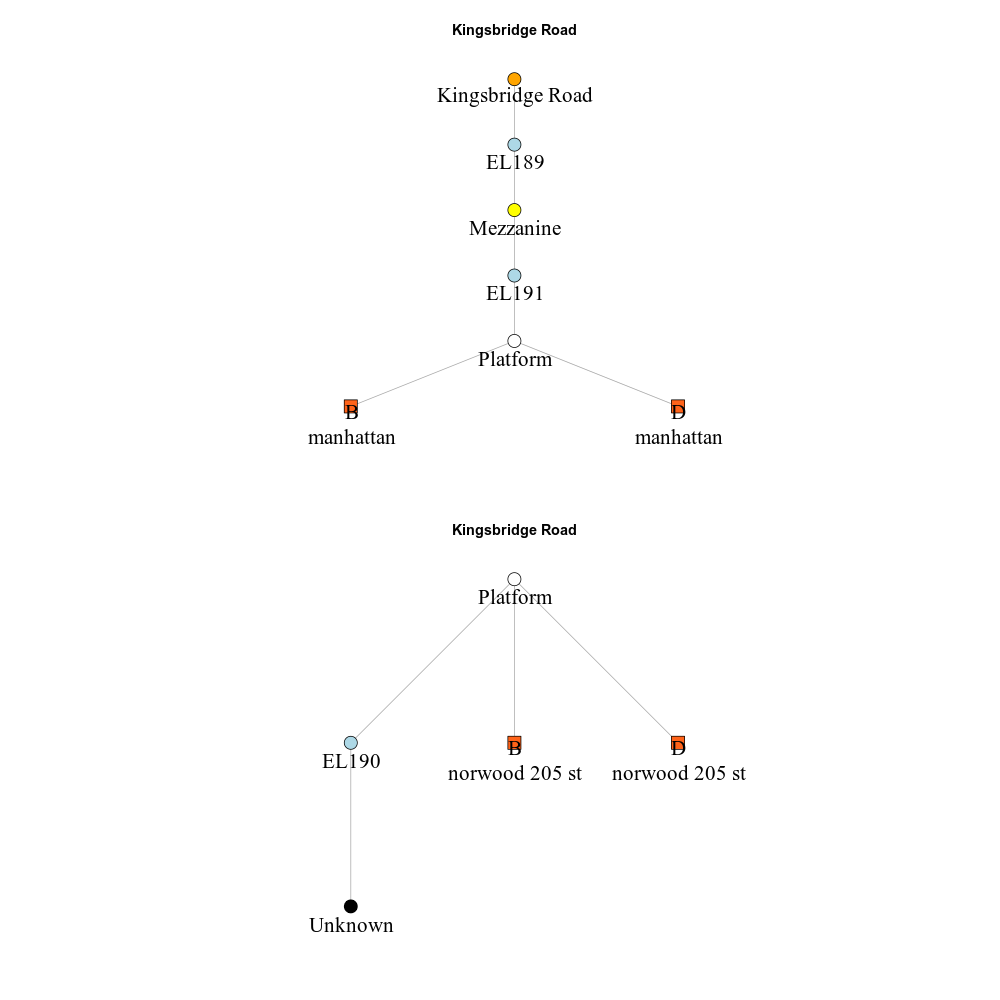 Kingsbridge Road
Kingsbridge Road
EL189
Mezzanine
EL191
Platform
B
manhattan
D
manhattan
Kingsbridge Road
Platform
EL190
B
norwood 205 st
D
norwood 205 st
Unknown